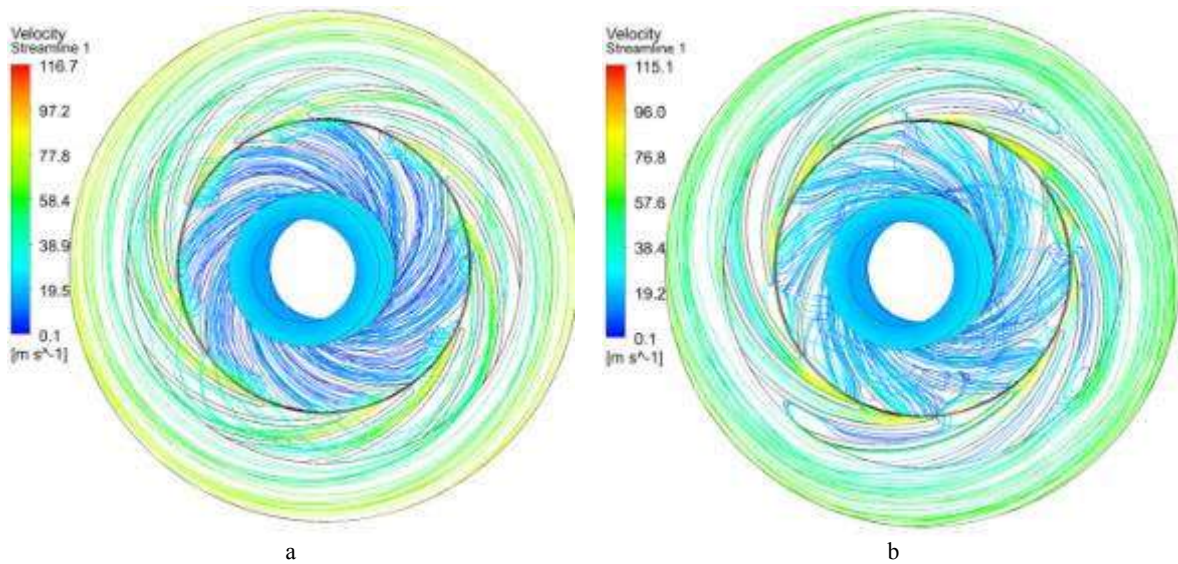 Velocity
Streamline 1
116.7
97.2
77.8
58.4
38.9
19.5
0.1
[m s^-1]
a
Velocity
Streamline 1
115.1
96.0
76.8
57.6
38.4
19.2
0.1
[m s^-1]
b